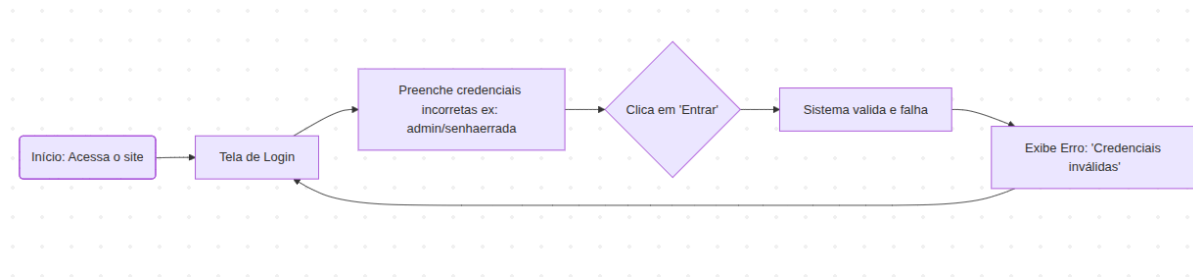 Início: Acessa o site
Tela de Login
Preenche credenciais
incorretas ex:
admin/senhaerrada
Clica em 'Entrar'
Sistema valida e falha
Exibe Erro: 'Credenciais
inválidas'